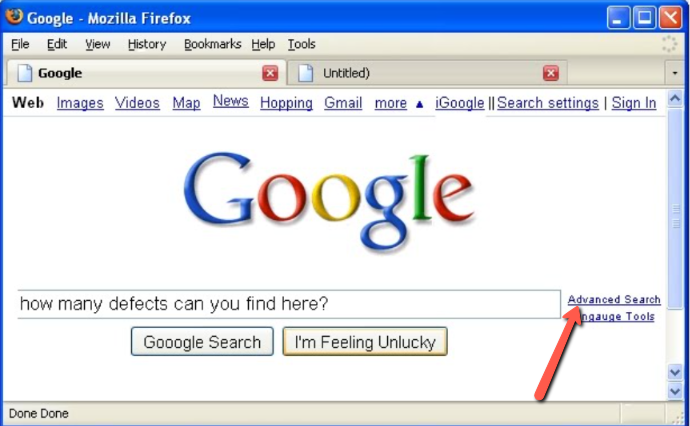 Google - Mozilla Firefox
File Edit View History Bookmarks Help Tools
Google Untitled)
Web Images Videos Map News Hopping Gmail more ▲ iGoogle || Search settings | Sign In
Google
how many defects can you find here?
Advanced Search
Tools
Gooogle Search I'm Feeling Unlucky
Done Done